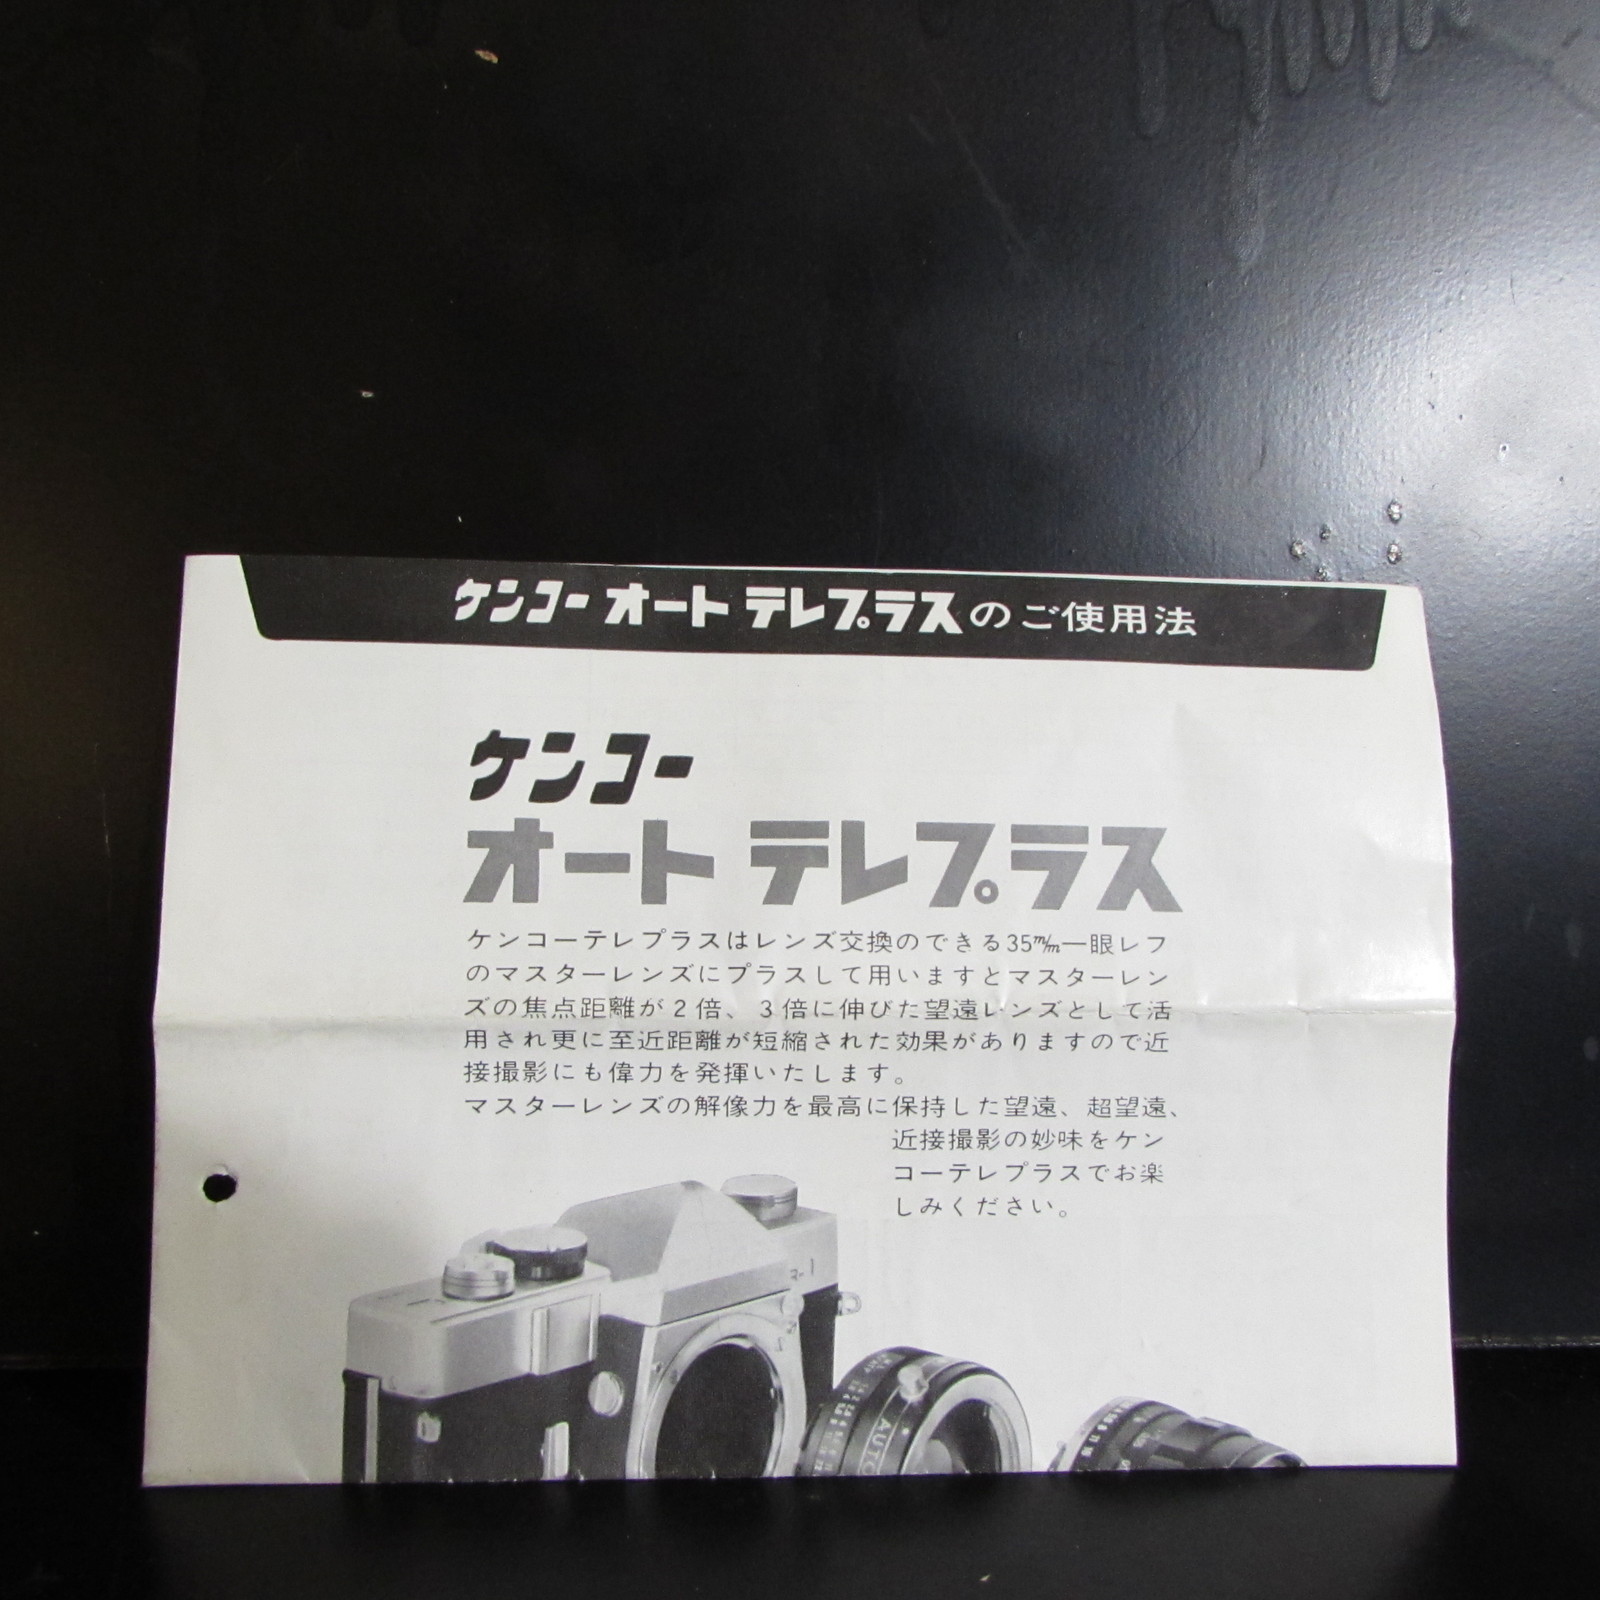 ケンコー オート テレプラスのご使用法
ケンコー
オート テレプラス
ケンコーテレプラスはレンズ交換のできる35㎜一眼レフ
のマスターレンズにプラスして用いますとマスターレン
ズの焦点距離が2倍、3倍に伸びた望遠レンズとして活
用され更に至近距離が短縮された効果がありますので近
接撮影にも偉力を発揮いたします。
マスターレンズの解像力を最高に保持した望遠、超望遠、
近接撮影の妙味をケン
コーテレプラスでお楽
しみください。
AUTO